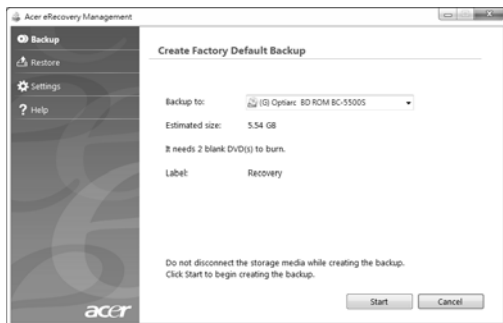 Acer eRecovery Management
Backup
Restore
Settings
Help
Create Factory Default Backup
Backup to: (G) Optiarc BD ROM BC-5500S
Estimated size: 5.54 GB
It needs 2 blank DVD(s) to burn.
Label: Recovery
Do not disconnect the storage media while creating the backup.
Click Start to begin creating the backup.
Start Cancel
acer